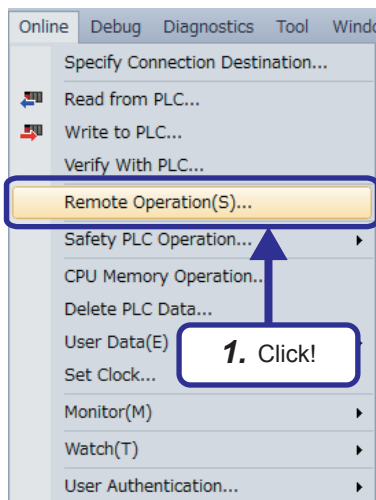 Online Debug Diagnostics Tool
Specify Connection Destination...
Read from PLC...
Write to PLC...
Verify With PLC...
Remote Operation(S)...
Safety PLC Operation...
CPU Memory Operation..
Delete PLC Data...
User Data(E)
1. Click!
Set Clock...
Monitor(M)
Watch(T)
User Authentication...